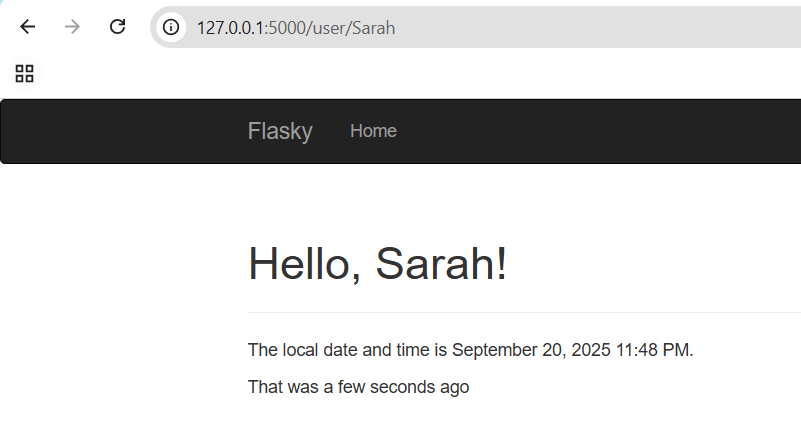 127.0.0.1:5000/user/Sarah
Flasky Home
Hello, Sarah!
The local date and time is September 20, 2025 11:48 PM.
That was a few seconds ago